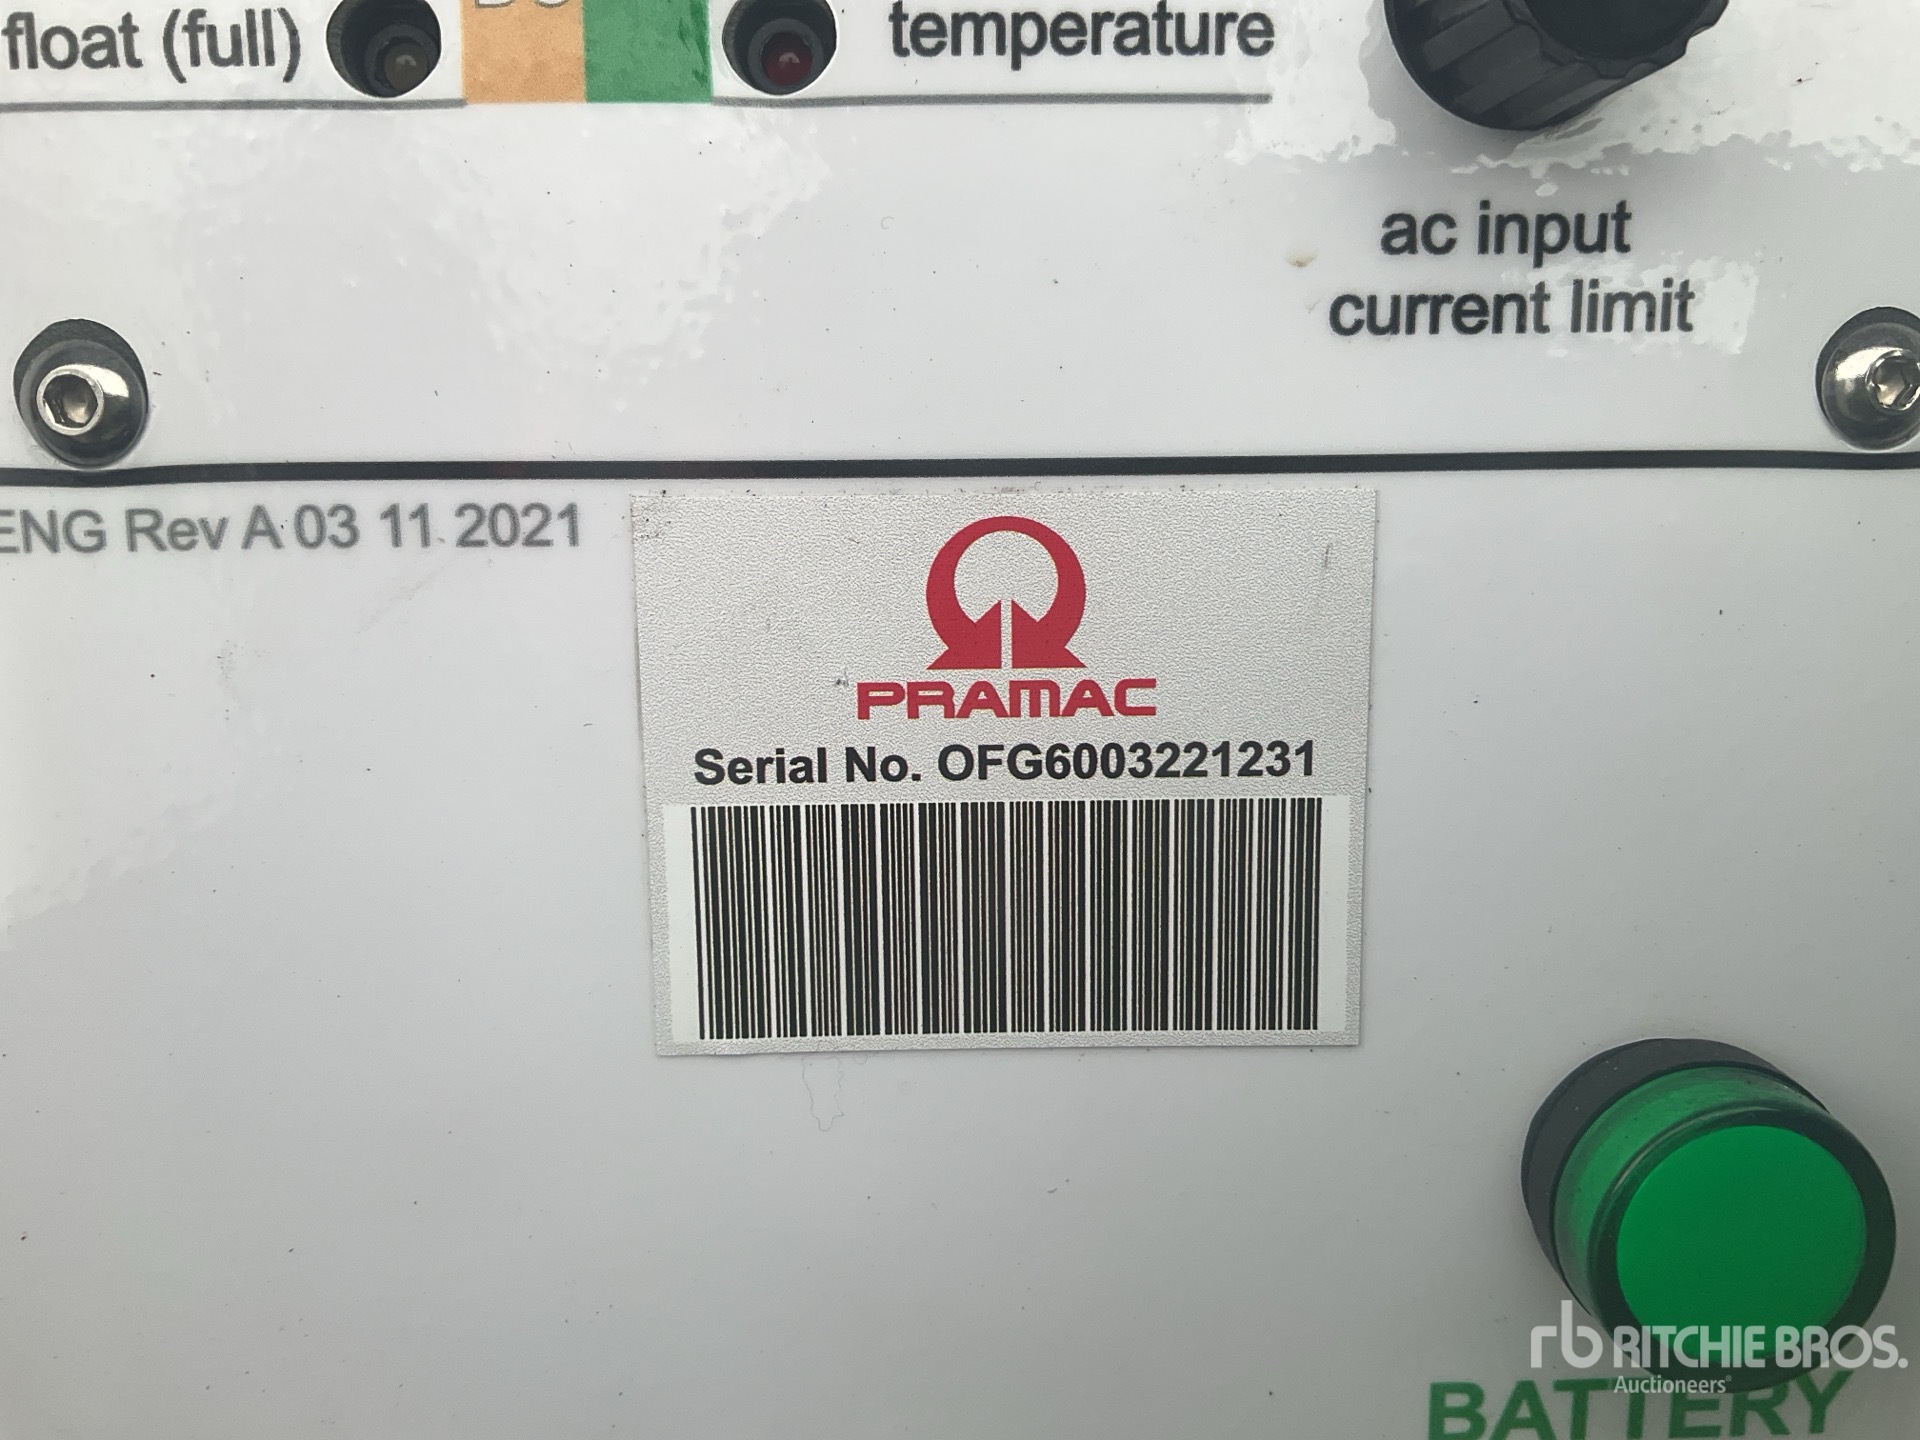 float (full)
temperature
ac input
current limit
ENG Rev A 03 11 2021
PRAMAC
Serial No. OFG6003221231
BATTERY
rb RITCHIE BROS.
Auctioneers